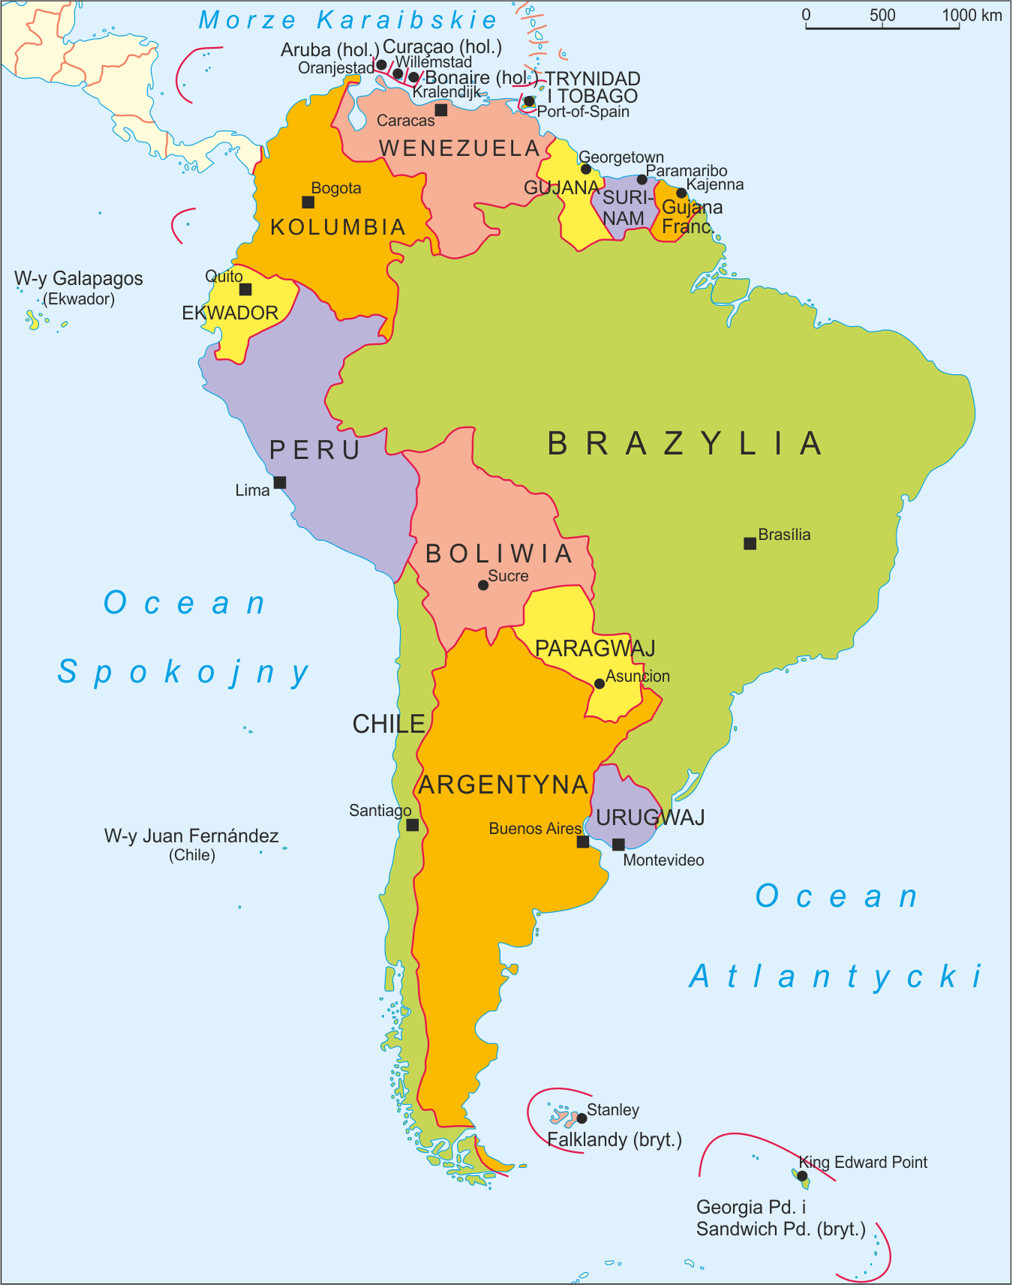 Morze Karaibskie
0 500 1000 km
Aruba (hol.)
Curaçao (hol.)
Oranjestad
Willemstad
Bonaire (hol.)
Kralendijk
TRYNIDAD
I TOBAGO
Port-of-Spain
Caracas
WENEZUELA
Georgetown
Paramaribo
Kajenna
GUJANA
SURI-
NAM
Gujana
Franc.
Bogota
KOLUMBIA
W-y Galapagos
(Ekwador)
Quito
EKWADOR
PERU
BRAZYLIA
Lima
Brasília
BOLIWIA
Sucre
Ocean
Spokojny
PARAGWAJ
Asuncion
CHILE
ARGENTYNA
Santiago
URUGWAJ
Buenos Aires
Montevideo
W-y Juan Fernández
(Chile)
Ocean
Atlantycki
Stanley
Falklandy (bryt.)
King Edward Point
Georgia Pd. i
Sandwich Pd. (bryt.)